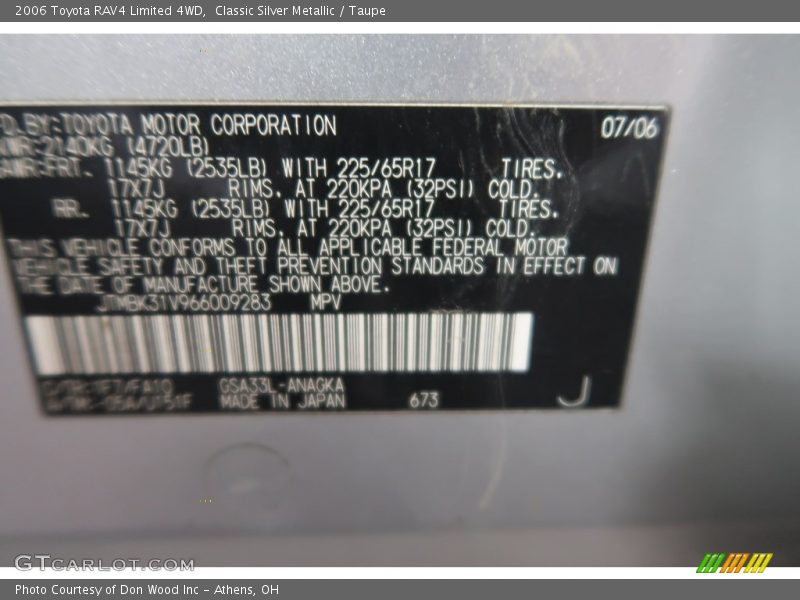 2006 Toyota RAV4 Limited 4WD,  Classic Silver Metallic / Taupe
D.BY:TOYOTA MOTOR CORPORATION 07/06
2140KG (4720LB)
FRT. 1145KG (2535LB) WITH 225/65R17 TIRES.
17X7J RIMS. AT 220KPA (32PSI) COLD.
RR. 1145KG (2535LB) WITH 225/65R17 TIRES.
17X7J RIMS. AT 220KPA (32PSI) COLD.
THIS VEHICLE CONFORMS TO ALL APPLICABLE FEDERAL MOTOR
VEHICLE SAFETY AND THEFT PREVENTION STANDARDS IN EFFECT ON
THE DATE OF MANUFACTURE SHOWN ABOVE.
JTMBK31V966009283 MPV
GSA33L-ANAGKA
MADE IN JAPAN 673 J
GTCARLOT.COM
Photo Courtesy of Don Wood Inc - Athens, OH